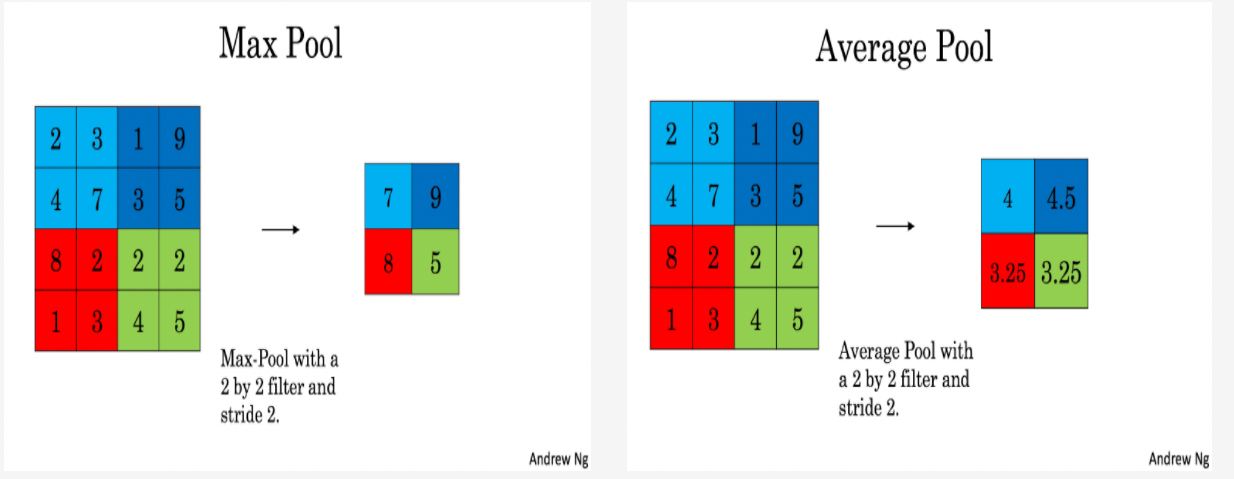 Max Pool
2 3 1 9
4 7 3 5
8 2 2 2
1 3 4 5
7 9
8 5
Max-Pool with a
2 by 2 filter and
stride 2.
Andrew Ng
Average Pool
2 3 1 9
4 7 3 5
8 2 2 2
1 3 4 5
4 4.5
3.25 3.25
Average Pool with
a 2 by 2 filter and
stride 2.
Andrew Ng